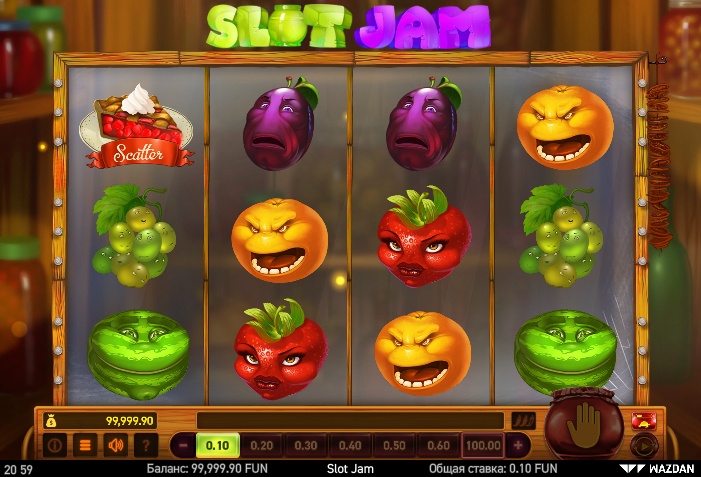 SLOT JAM
Scatter
99,999.90
?
- 0.10 0.20 0.30 0.40 0.50 0.60 100.00 +
20 59 Баланс: 99,999.90 FUN Slot Jam Общая ставка: 0.10 FUN WAZDAN